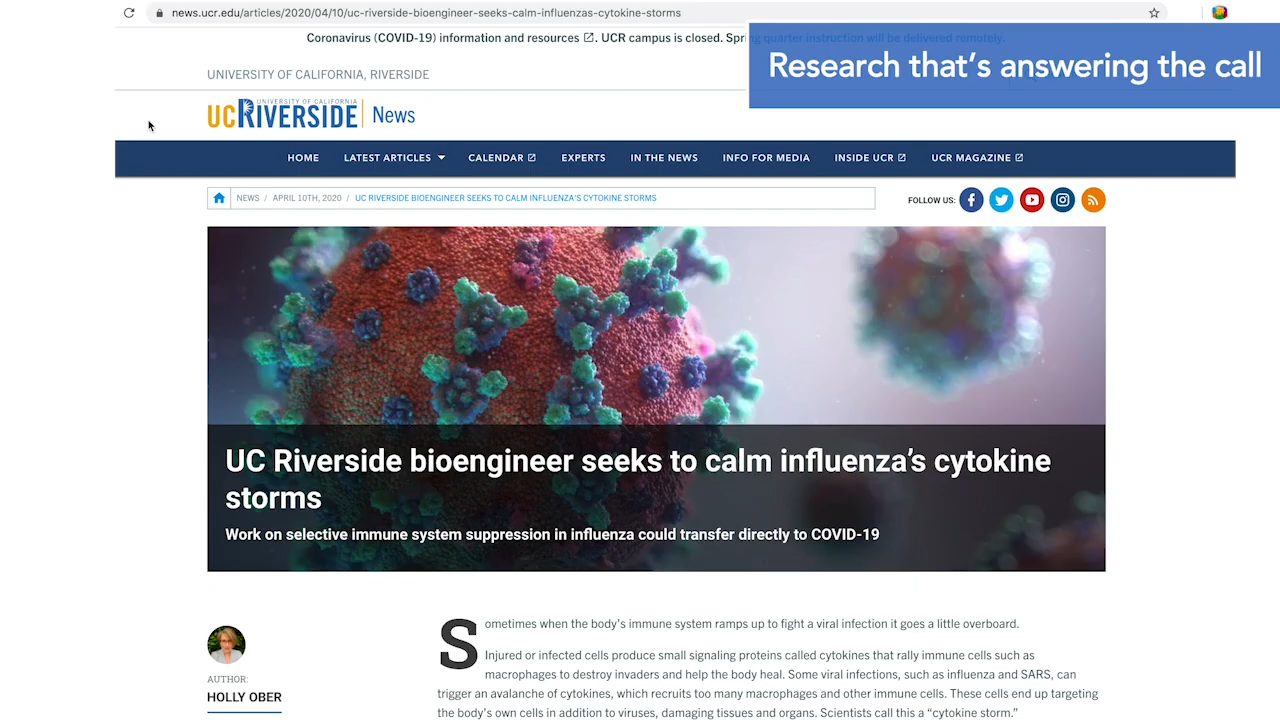 news.ucr.edu/articles/2020/04/10/uc-riverside-bioengineer-seeks-calm-influenzas-cytokine-storms
Coronavirus (COVID-19) information and resources. UCR campus is closed. Spring quarter instruction will be delivered remotely.
Research that's answering the call
UNIVERSITY OF CALIFORNIA, RIVERSIDE
UNIVERSITY OF CALIFORNIA
UCRIVERSIDE News
HOME LATEST ARTICLES CALENDAR EXPERTS IN THE NEWS INFO FOR MEDIA INSIDE UCR UCR MAGAZINE
NEWS / APRIL 10TH, 2020 / UC RIVERSIDE BIOENGINEER SEEKS TO CALM INFLUENZA'S CYTOKINE STORMS
FOLLOW US:
UC Riverside bioengineer seeks to calm influenza's cytokine
storms
Work on selective immune system suppression in influenza could transfer directly to COVID-19
Sometimes when the body's immune system ramps up to fight a viral infection it goes a little overboard.
Injured or infected cells produce small signaling proteins called cytokines that rally immune cells such as
macrophages to destroy invaders and help the body heal. Some viral infections, such as influenza and SARS, can
trigger an avalanche of cytokines, which recruits too many macrophages and other immune cells. These cells end up targeting
the body's own cells in addition to viruses, damaging tissues and organs. Scientists call this a "cytokine storm."
AUTHOR:
HOLLY OBER